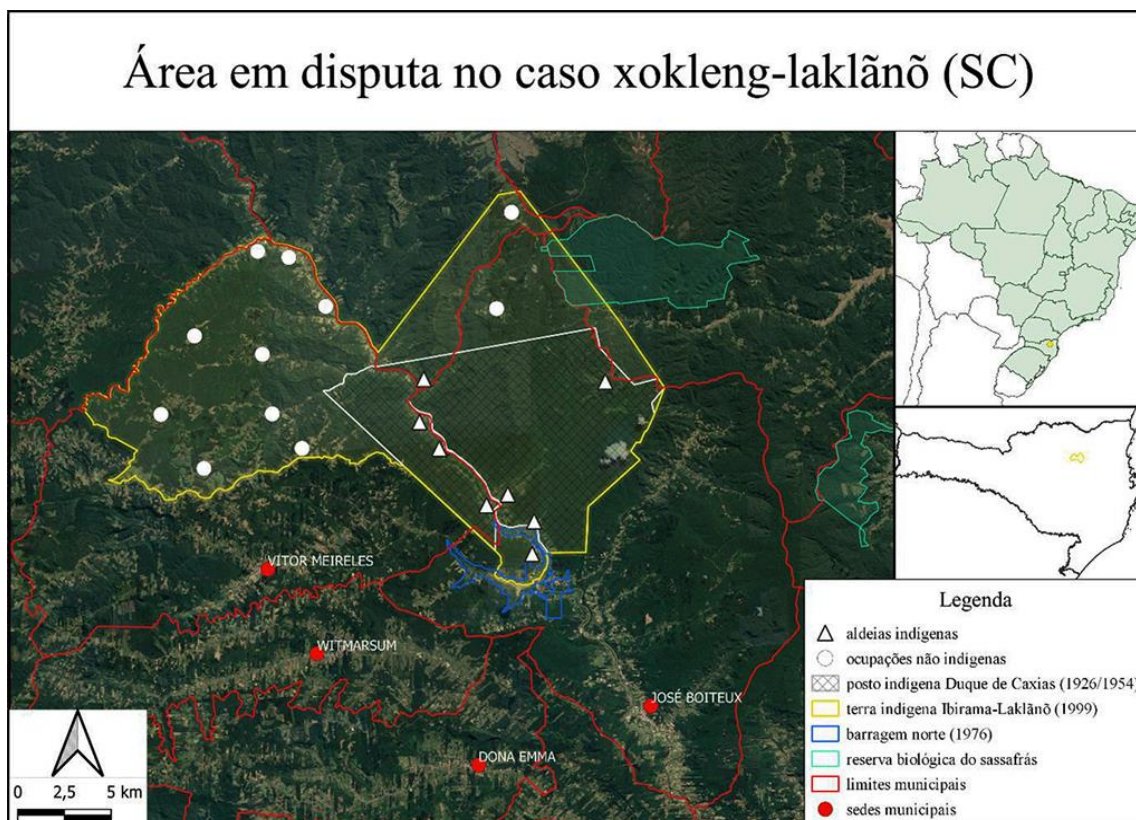 Área em disputa no caso xokleng-laklãnõ (SC)
VITOR MEIRELES
WITMARSUM
JOSÉ BOITEUX
DONA EMMA
0 2,5 5 km
Legenda
aldeias indígenas
ocupações não indígenas
posto indígena Duque de Caxias (1926/1954)
terra indígena Ibirama-Laklãnõ (1999)
barragem norte (1976)
reserva biológica do sassafrás
limites municipais
sedes municipais